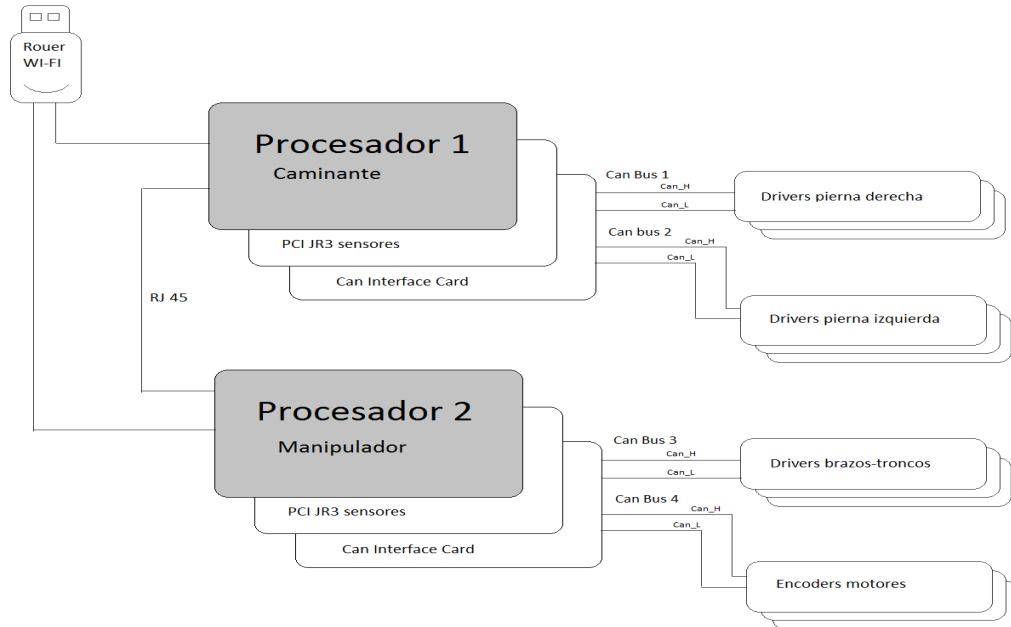 Rouer
WI-FI
Procesador 1
Caminante
PCI JR3 sensores
Can Interface Card
Can Bus 1
Can_H
Can_L
Can bus 2
Can_H
Can_L
Drivers pierna derecha
Drivers pierna izquierda
RJ 45
Procesador 2
Manipulador
PCI JR3 sensores
Can Interface Card
Can Bus 3
Can_H
Can_L
Can Bus 4
Can_H
Can_L
Drivers brazos-troncos
Encoders motores